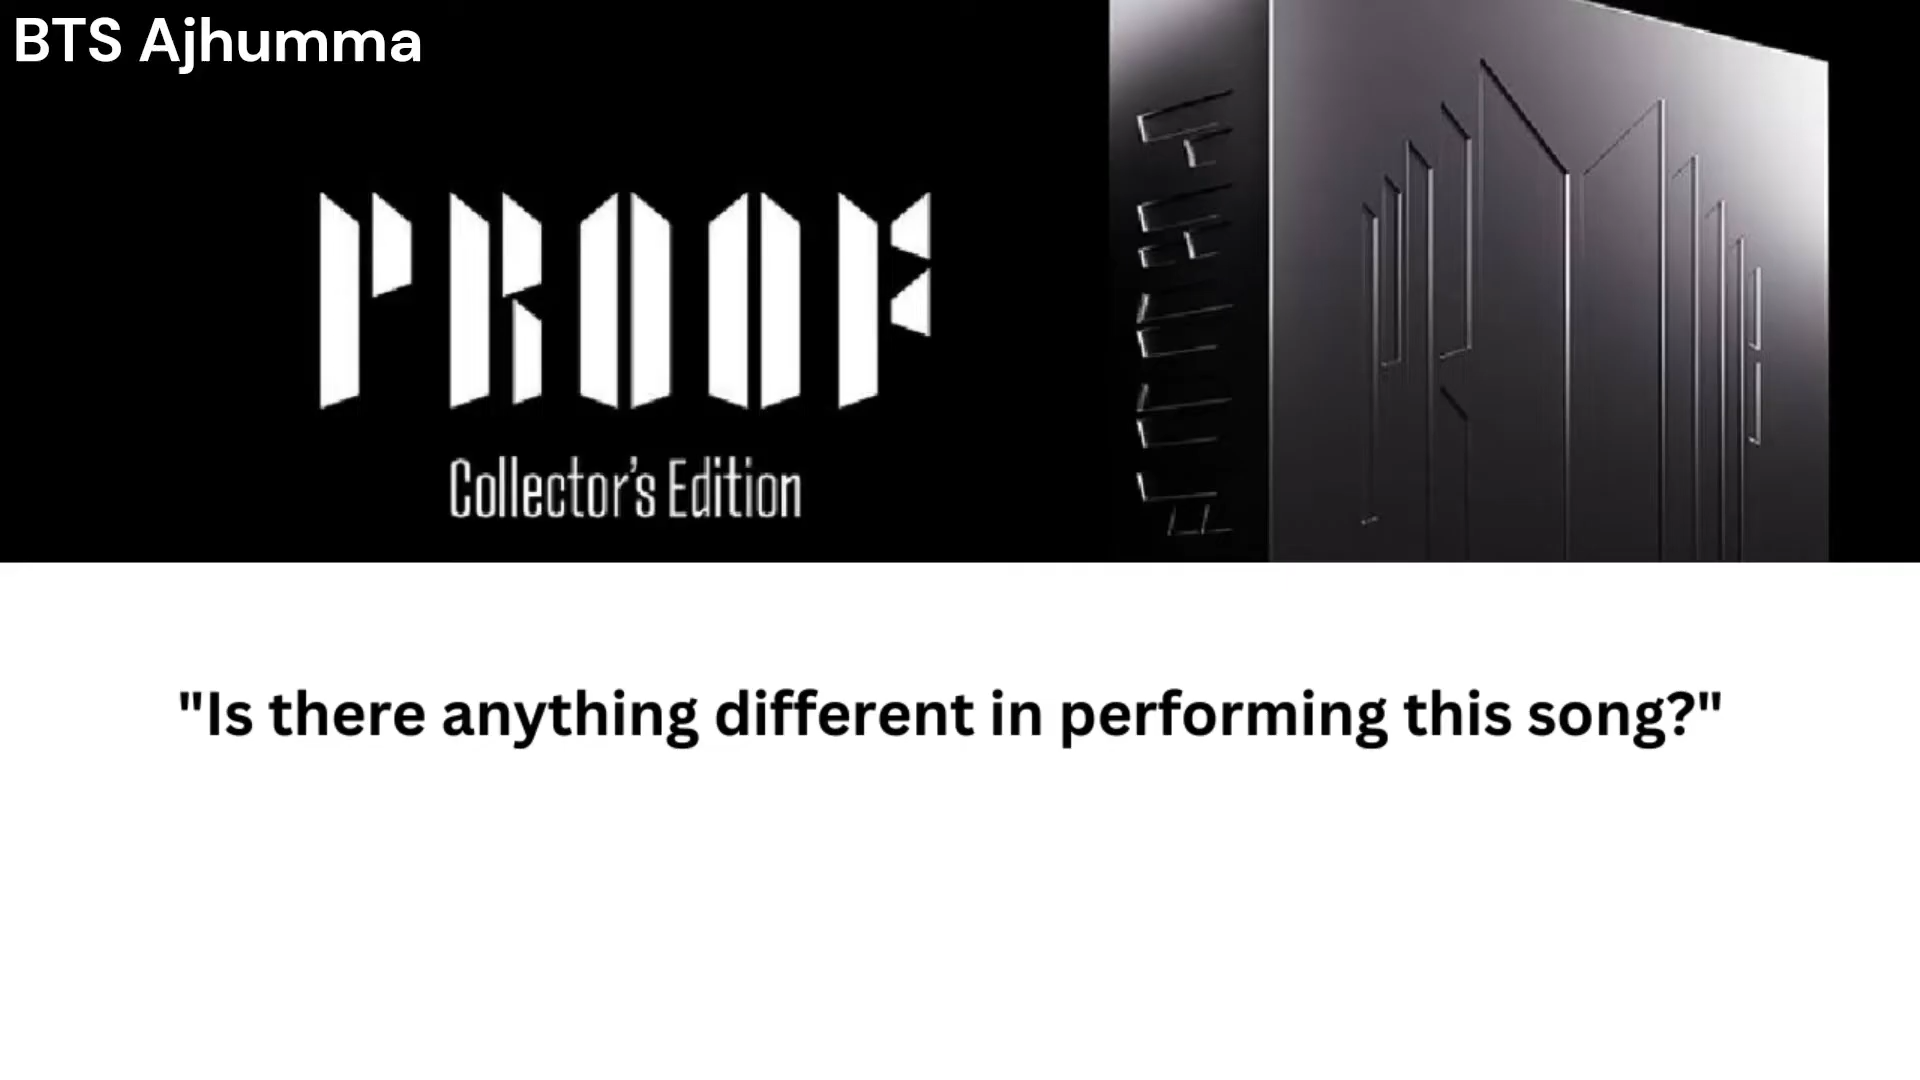 BTS Ajhumma
PROOF
Collector's Edition
"Is there anything different in performing this song?"